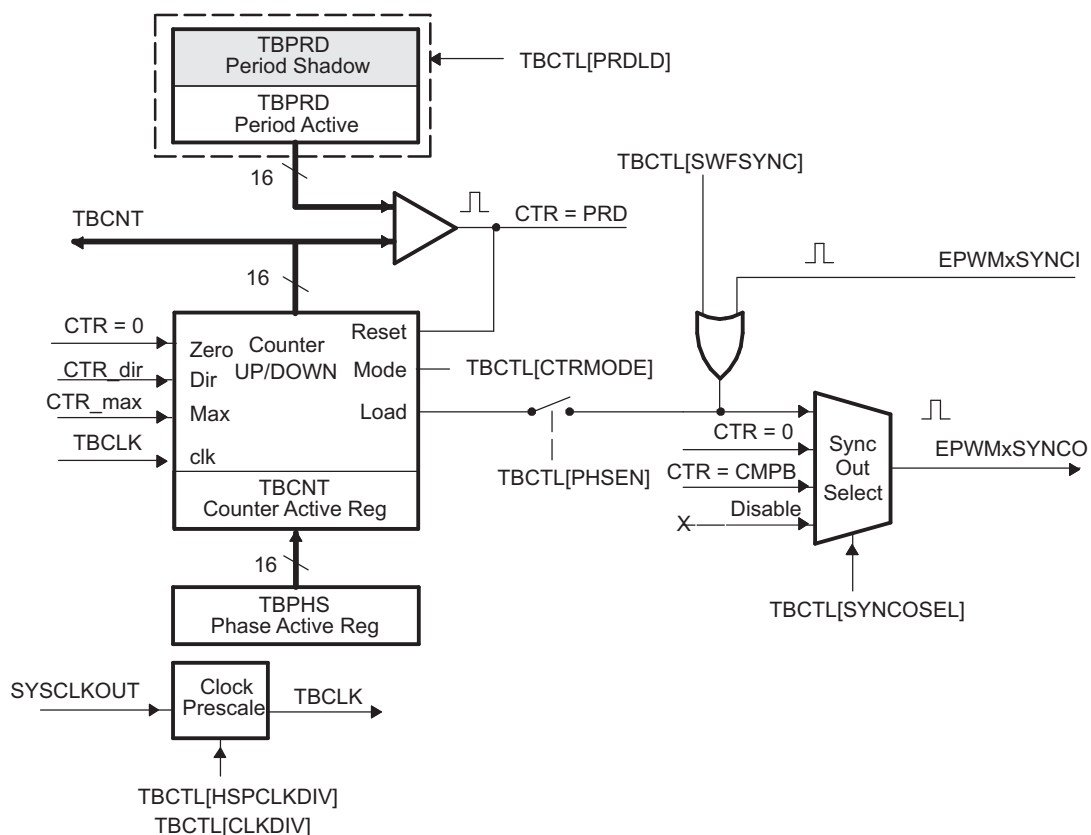 TBPRD
Period Shadow
TBCTL[PRDLD]
TBPRD
Period Active
16
TBCTL[SWFSYNC]
TBCNT
CTR = PRD
16
EPWMxSYNCI
CTR = 0
Reset
Zero
Counter
UP/DOWN
CTR_dir
Dir
Mode
TBCTL[CTRMODE]
CTR_max
Max
Load
TBCLK
clk
CTR = 0
Sync
Out
Select
EPWMxSYNCO
TBCTL[PHSEN]
CTR = CMPB
TBCNT
Counter Active Reg
Disable
X
16
TBPHS
Phase Active Reg
TBCTL[SYNCOSEL]
SYSCLKOUT
Clock
Prescale
TBCLK
TBCTL[HSPCLKDIV]
TBCTL[CLKDIV]